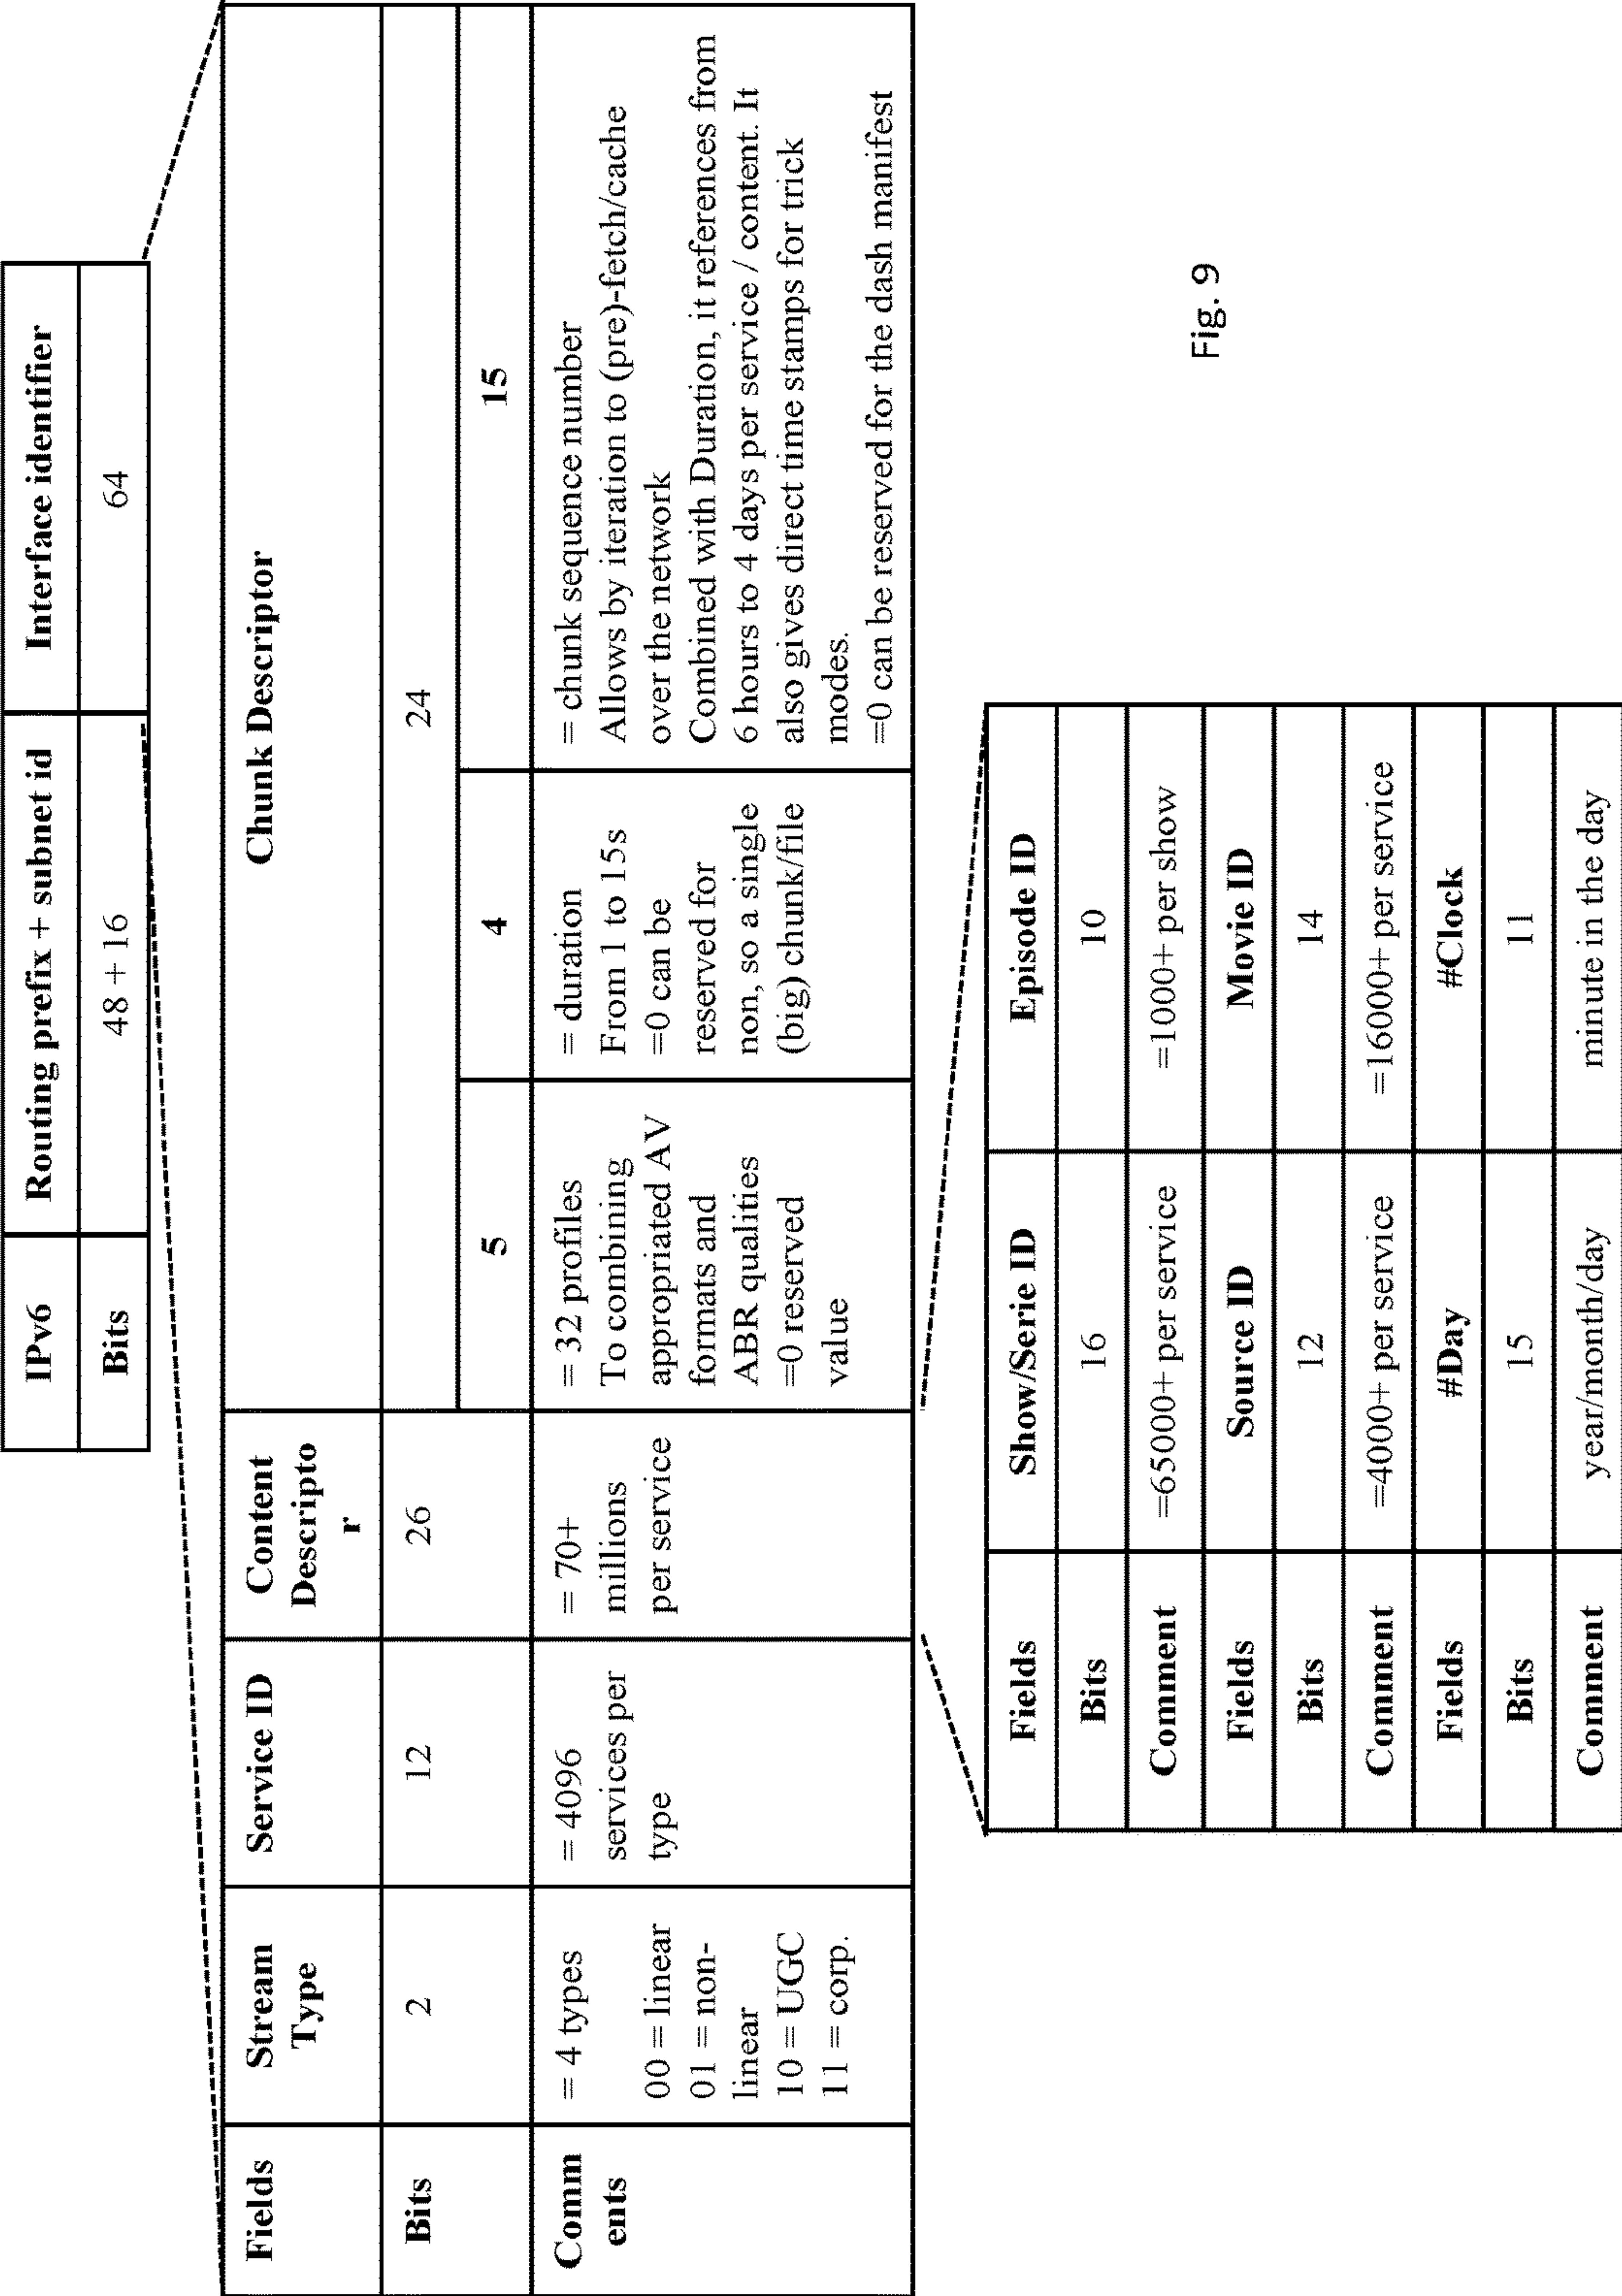 IPv6 Routing prefix + subnet id Interface identifier
Bits 48 + 16 64
Fields Stream Service ID Content Chunk Descriptor
Type Descripto
r
Bits 2 12 26 24
5 4 15
Comm
ents
= 4 types
00 = linear
01 = non-
linear
10 = UGC
11 = corp.
= 4096
services per
type
= 70+
millions
per service
= 32 profiles
To combining
appropriated AV
formats and
ABR qualities
=0 reserved
value
= duration
From 1 to 15s
=0 can be
reserved for
non, so a single
(big) chunk/file
= chunk sequence number
Allows by iteration to (pre)-fetch/cache
over the network
Combined with Duration, it references from
6 hours to 4 days per service / content. It
also gives direct time stamps for trick
modes.
=0 can be reserved for the dash manifest
Fields Show/Serie ID Episode ID
Bits 16 10
Comment =65000+ per service =1000+ per show
Fields Source ID Movie ID
Bits 12 14
Comment =4000+ per service =16000+ per service
Fields #Day #Clock
Bits 15 11
Comment year/month/day minute in the day
Fig. 9